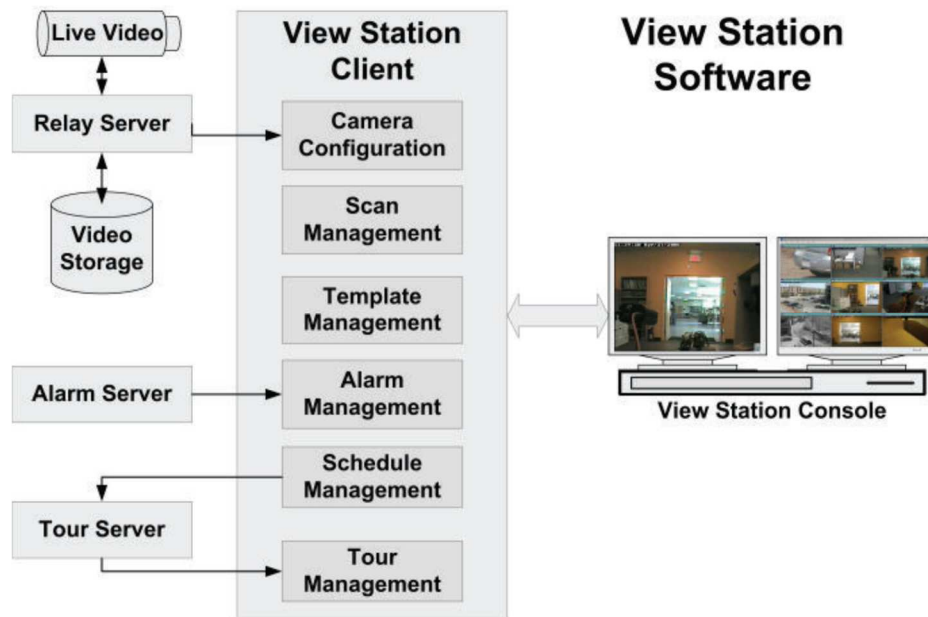 Live Video
Relay Server
Video
Storage
Alarm Server
Tour Server
View Station
Client
Camera
Configuration
Scan
Management
Template
Management
Alarm
Management
Schedule
Management
Tour
Management
View Station
Software
View Station Console